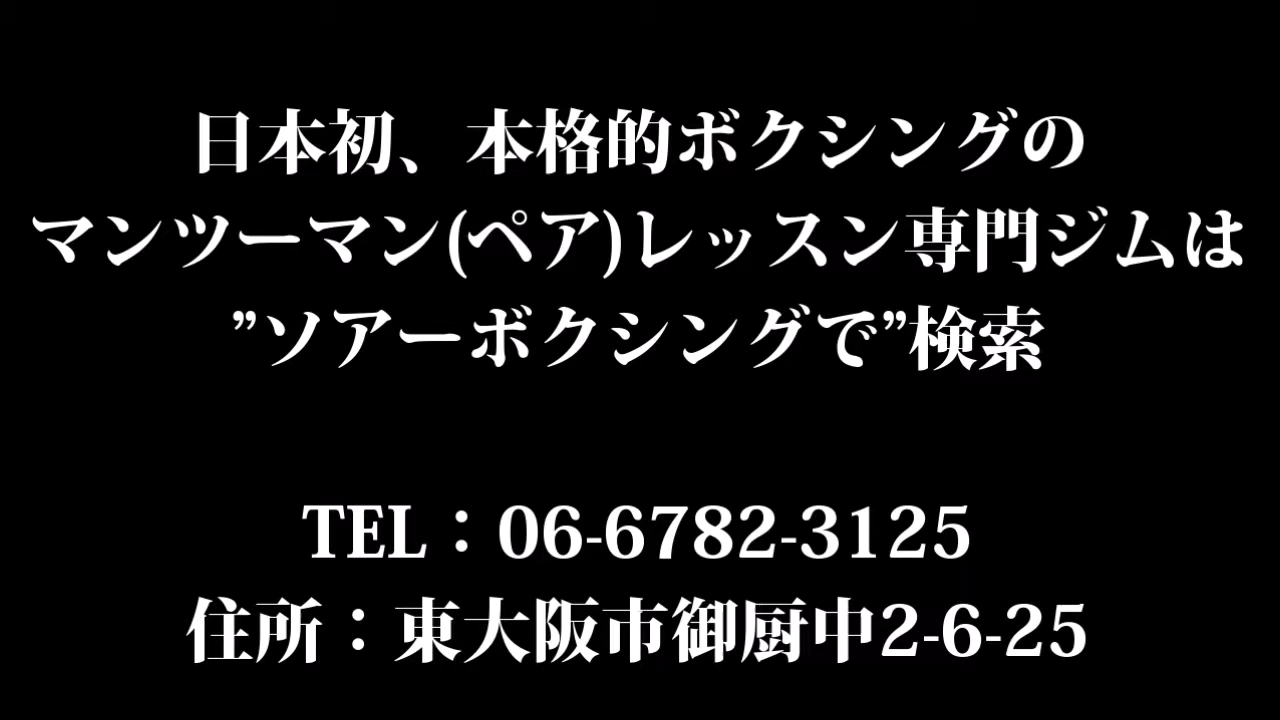 日本初、本格的ボクシングの
マンツーマン(ペア)レッスン専門ジムは
”ソアーボクシングで”検索
TEL：06-6782-3125
住所：東大阪市御厨中2-6-25